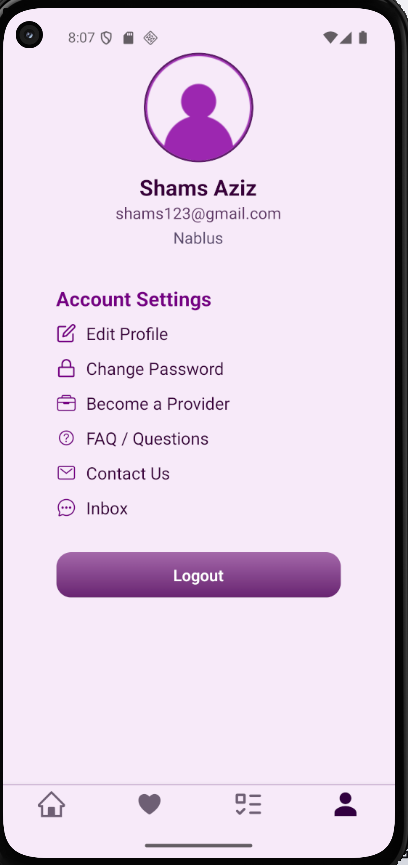 8:07
Shams Aziz
shams123@gmail.com
Nablus
Account Settings
Edit Profile
Change Password
Become a Provider
FAQ / Questions
Contact Us
Inbox
Logout